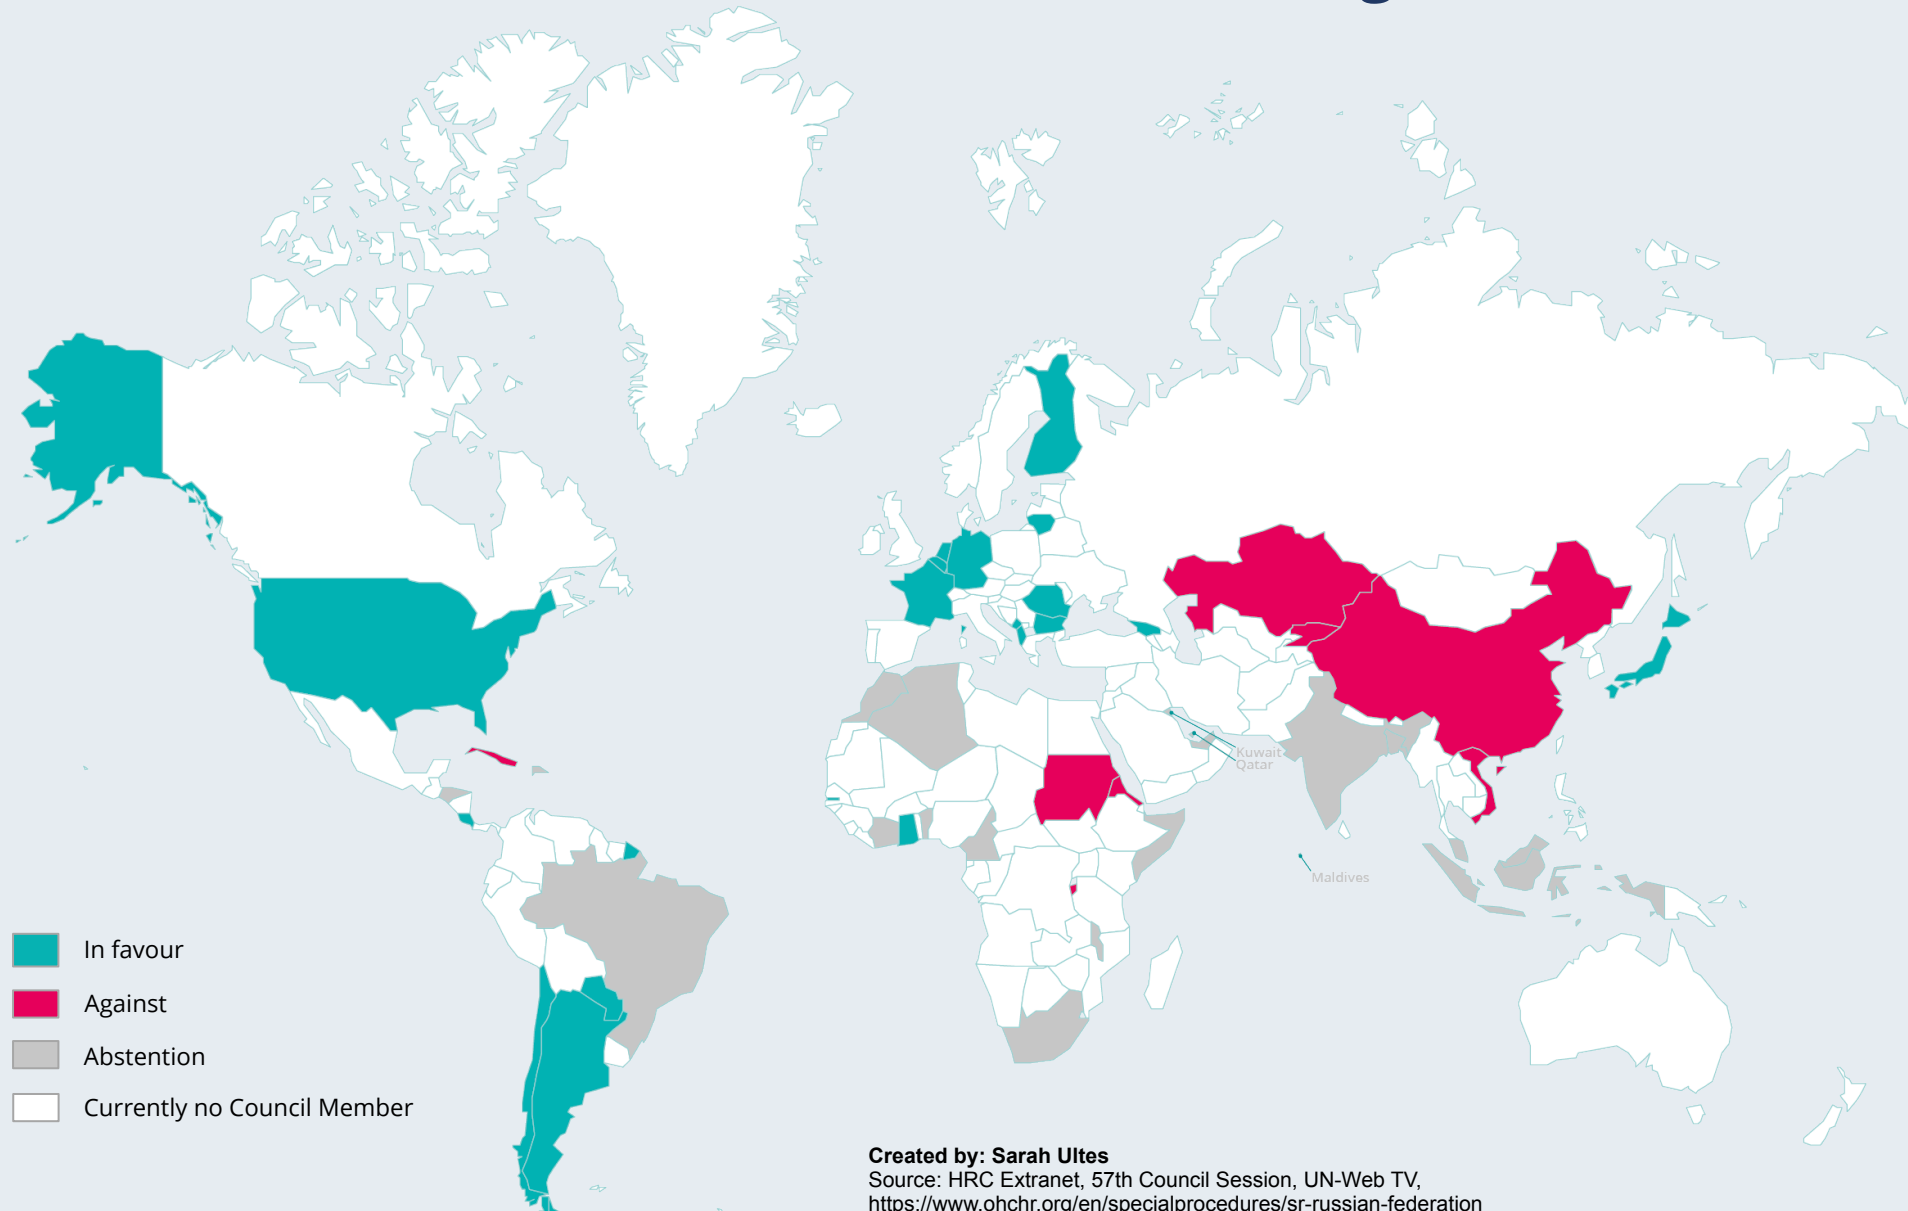 Kuwait
Qatar
Maldives
In favour
Against
Abstention
Currently no Council Member
Created by: Sarah Ultes
Source: HRC Extranet, 57th Council Session, UN-Web TV,
https://www.ohchr.org/en/specialprocedures/sr-russian-federation